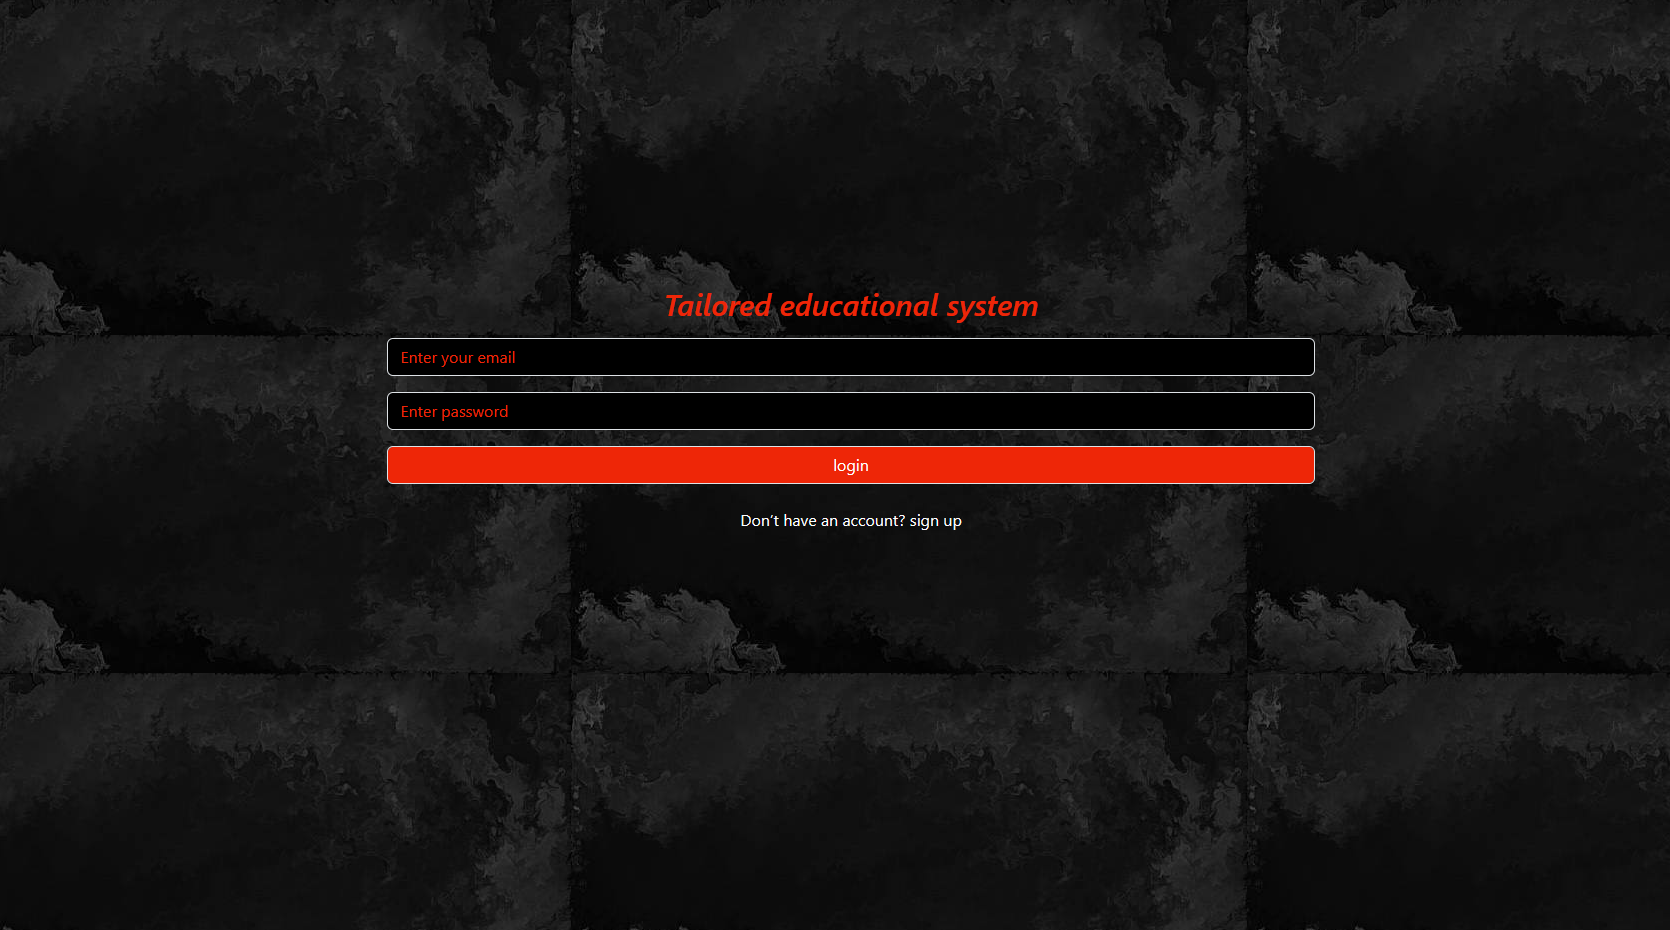 Tailored educational system
Enter your email
Enter password
login
Don't have an account? sign up